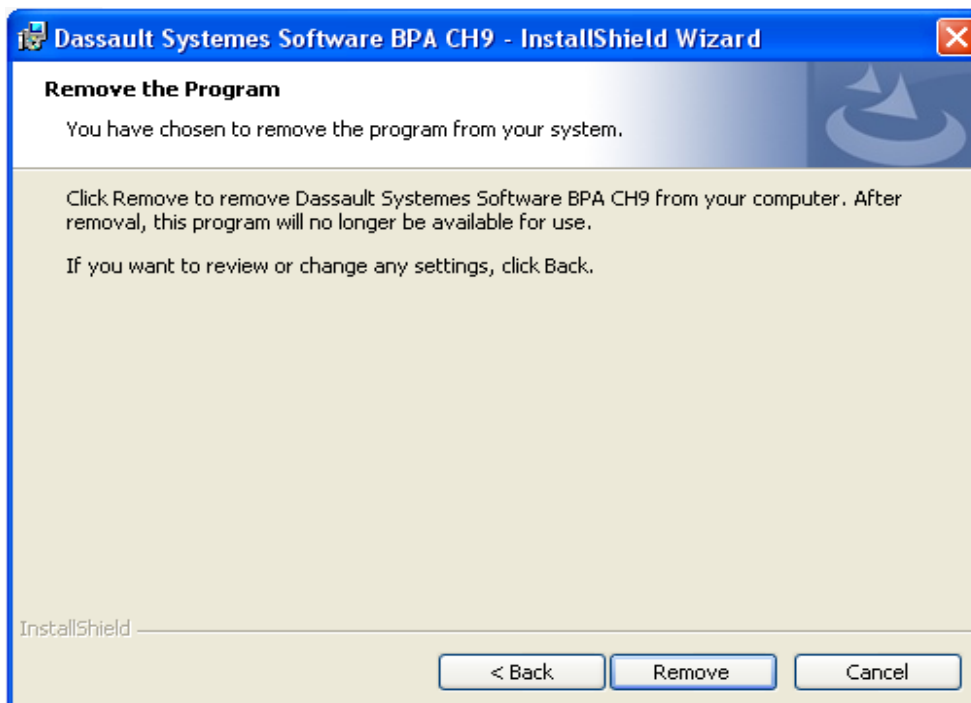 Dassault Systemes Software BPA CH9 - InstallShield Wizard
Remove the Program
You have chosen to remove the program from your system.
Click Remove to remove Dassault Systemes Software BPA CH9 from your computer. After
removal, this program will no longer be available for use.
If you want to review or change any settings, click Back.
InstallShield
< Back
Remove
Cancel